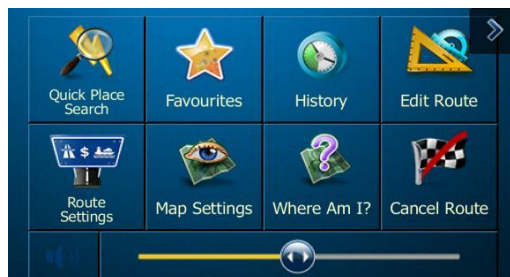 Quick Place
Search
Favourites
History
Edit Route
$
Route
Settings
Map Settings
?
Where Am I?
Cancel Route